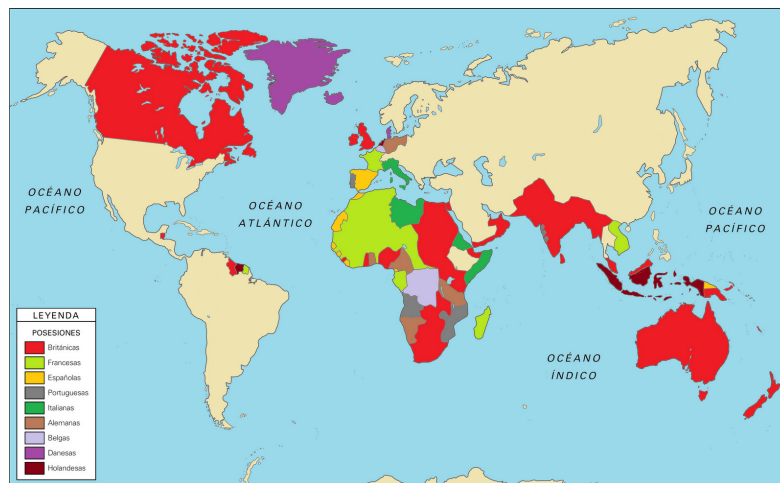 OCÉANO
PACÍFICO
OCÉANO
ATLÁNTICO
OCÉANO
PACÍFICO
OCÉANO
ÍNDICO
LEYENDA
POSESIONES
Británicas
Francesas
Españolas
Portuguesas
Italianas
Alemanas
Belgas
Danesas
Holandesas